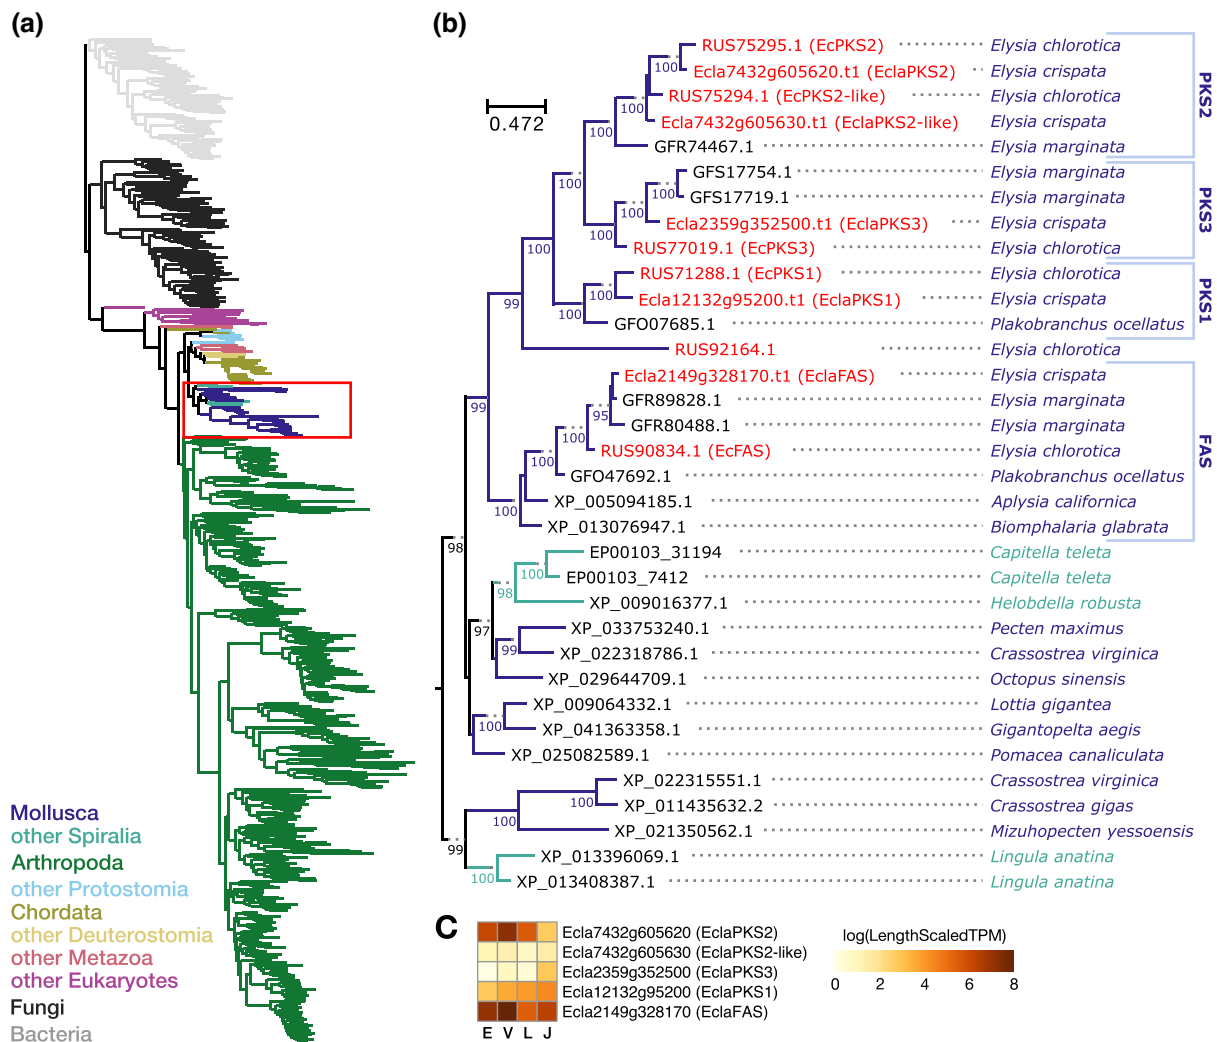 (a)
Mollusca
other Spiralia
Arthropoda
other Protostomia
Chordata
other Deuterostomia
other Metazoa
other Eukaryotes
Fungi
Bacteria
(b)
0.472
RUS75295.1 (EcPKS2) Elysia chlorotica
100
Ecla7432g605620.t1 (EclaPKS2) Elysia crispata
RUS75294.1 (EcPKS2-like) Elysia chlorotica
100
Ecla7432g605630.t1 (EclaPKS2-like) Elysia crispata
100
GFR74467.1 Elysia marginata
PKS2
GFS17754.1 Elysia marginata
100
100
GFS17719.1 Elysia marginata
100
Ecla2359g352500.t1 (EclaPKS3) Elysia crispata
RUS77019.1 (EcPKS3) Elysia chlorotica
PKS3
100
RUS71288.1 (EcPKS1) Elysia chlorotica
100
Ecla12132g95200.t1 (EclaPKS1) Elysia crispata
99
100
GFO07685.1 Plakobranchus ocellatus
PKS1
RUS92164.1 Elysia chlorotica
Ecla2149g328170.t1 (EclaFAS) Elysia crispata
GFR89828.1 Elysia marginata
99
95
GFR80488.1 Elysia marginata
100
RUS90834.1 (EcFAS) Elysia chlorotica
100
GFO47692.1 Plakobranchus ocellatus
XP_005094185.1 Aplysia californica
100
XP_013076947.1 Biomphalaria glabrata
FAS
98
EP00103_31194 Capitella teleta
100
EP00103_7412 Capitella teleta
98
XP_009016377.1 Helobdella robusta
97
XP_033753240.1 Pecten maximus
99
XP_022318786.1 Crassostrea virginica
XP_029644709.1 Octopus sinensis
XP_009064332.1 Lottia gigantea
100
XP_041363358.1 Gigantopelta aegis
XP_025082589.1 Pomacea canaliculata
XP_022315551.1 Crassostrea virginica
100
XP_011435632.2 Crassostrea gigas
100
XP_021350562.1 Mizuhopecten yessoensis
99
XP_013396069.1 Lingula anatina
100
XP_013408387.1 Lingula anatina
C
Ecla7432g605620 (EclaPKS2)
Ecla7432g605630 (EclaPKS2-like)
Ecla2359g352500 (EclaPKS3)
Ecla12132g95200 (EclaPKS1)
Ecla2149g328170 (EclaFAS)
E V L J
log(LengthScaledTPM)
0 2 4 6 8